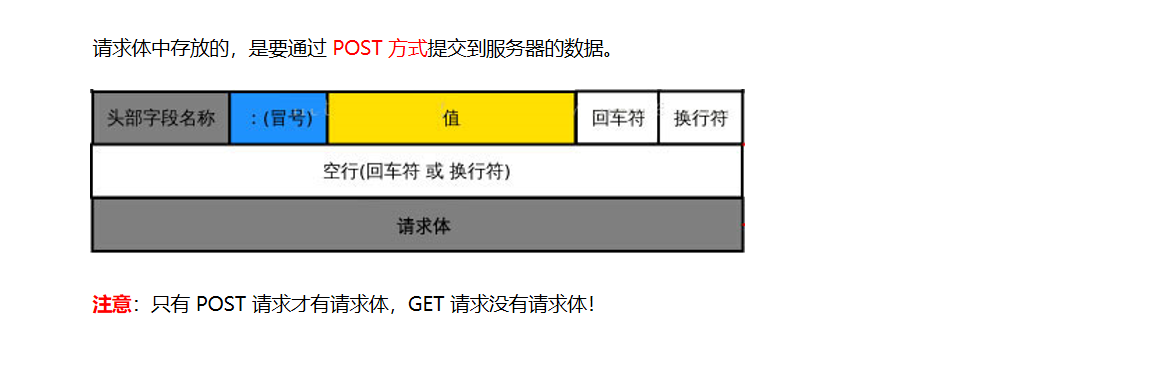 请求体中存放的，是要通过 POST 方式提交到服务器的数据。
头部字段名称 ：(冒号) 值 回车符 换行符
空行(回车符 或 换行符)
请求体
注意：只有 POST 请求才有请求体，GET 请求没有请求体！